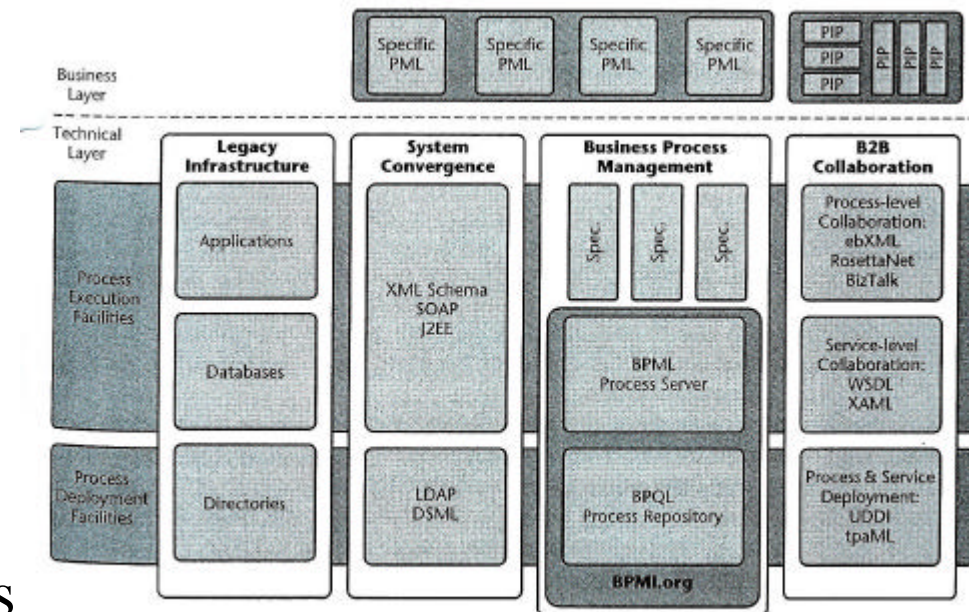 Specific
PML
Specific
PML
Specific
PML
Specific
PML
PIP
PIP
PIP
PIP
PIP
PIP
Business
Layer
Technical
Layer
Legacy
Infrastructure
System
Convergence
Business Process
Management
B2B
Collaboration
Process
Execution
Facilities
Applications
Databases
XML Schema
SOAP
J2EE
Spec.
Spec.
Spec.
BPML
Process Server
Process-level
Collaboration:
ebXML
RosettaNet
BizTalk
Service-level
Collaboration:
WSDL
XAML
Process
Deployment
Facilities
Directories
LDAP
DSML
BPQL
Process Repository
BPMI.org
Process & Service
Deployment:
UDDI
tpaML
S